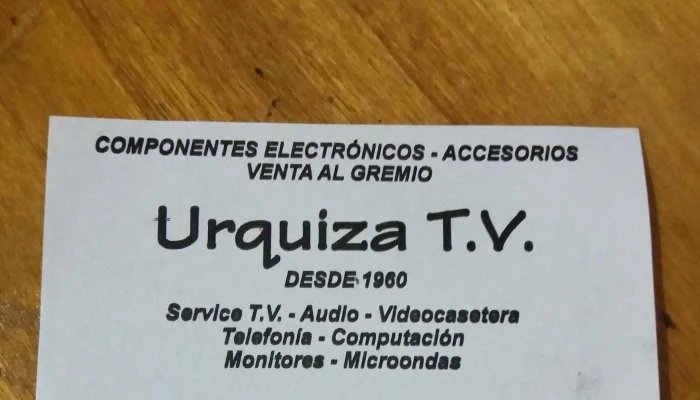 COMPONENTES ELECTRÓNICOS - ACCESORIOS
VENTA AL GREMIO
Urquiza T.V.
DESDE 1960
Service T.V. - Audio - Videocasetera
Telefonía - Computación
Monitores - Microondas